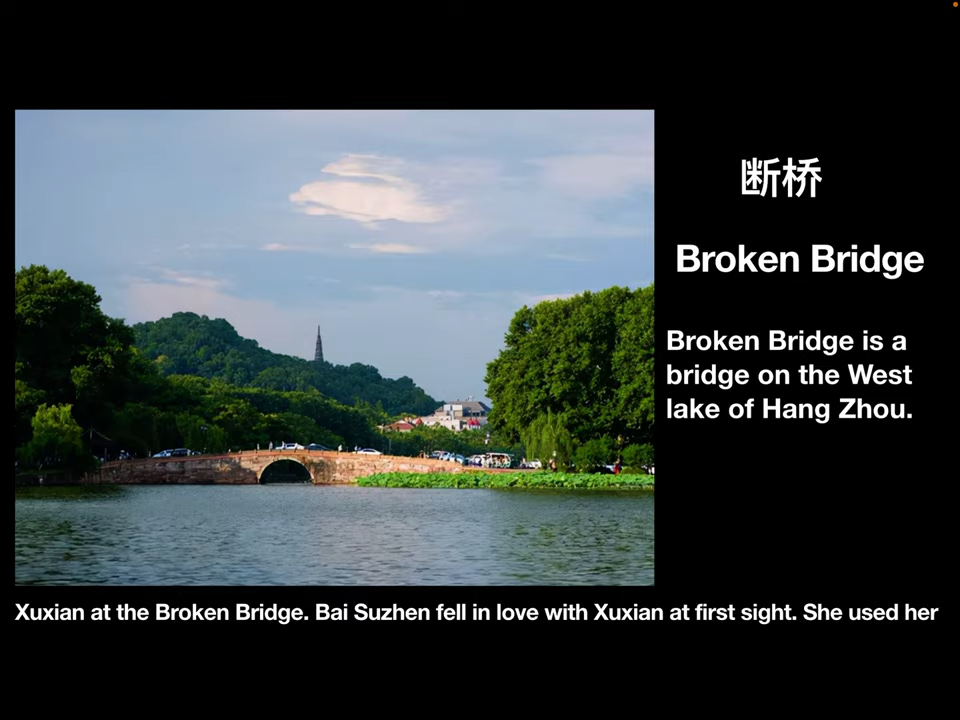 断桥
Broken Bridge
Broken Bridge is a
bridge on the West
lake of Hang Zhou.
Xuxian at the Broken Bridge. Bai Suzhen fell in love with Xuxian at first sight. She used her